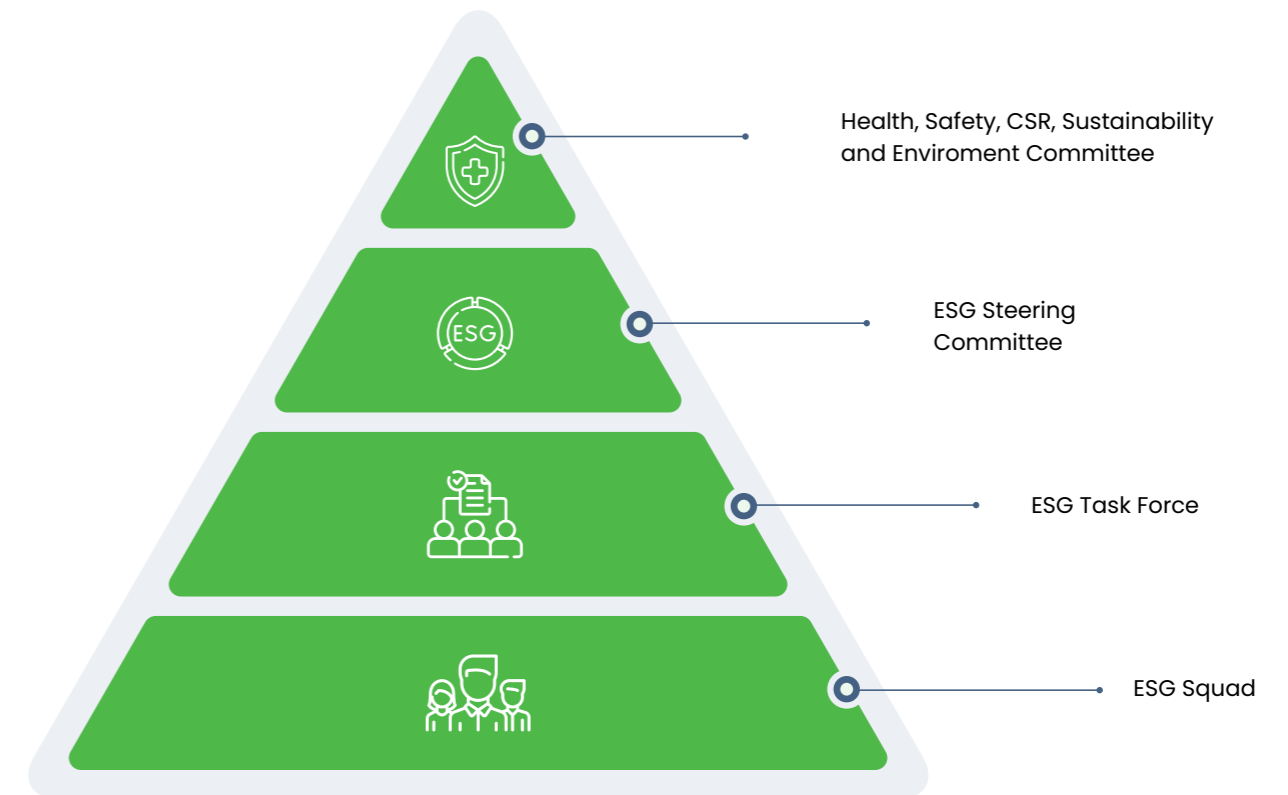 Health, Safety, CSR, Sustainability
and Enviroment Committee
ESG
ESG Steering
Committee
ESG Task Force
ESG Squad